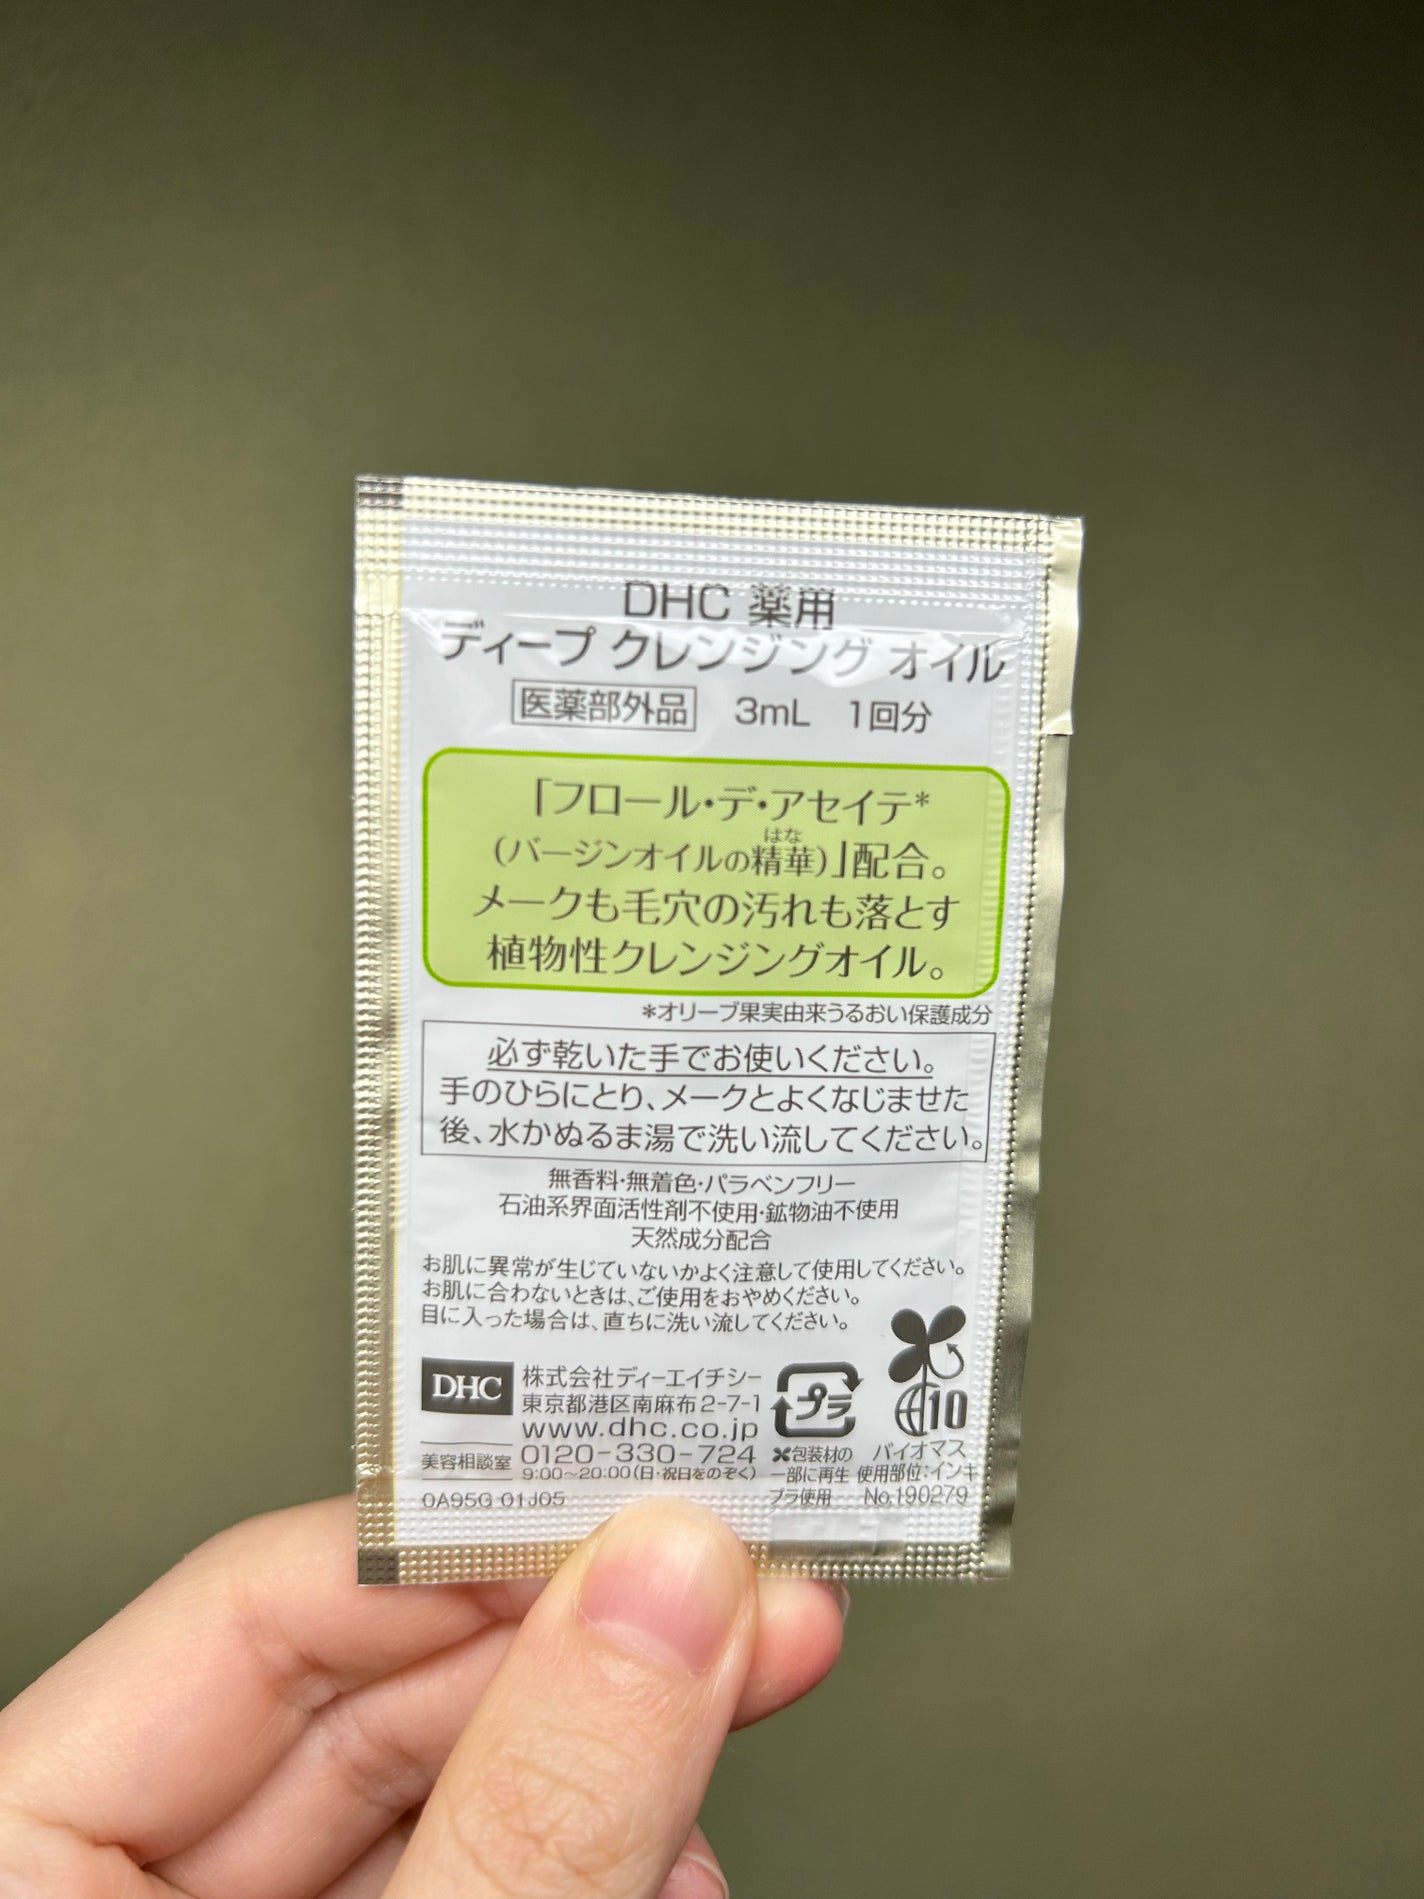 DHC 薬用
ディープ クレンジング オイル
医薬部外品 3mL 1回分
「フロール・デ・アセイテ*
はな
(バージンオイルの精華)」配合。
メークも毛穴の汚れも落とす
植物性クレンジングオイル。
*オリーブ果実由来うるおい保護成分
必ず乾いた手でお使いください。
手のひらにとり、メークとよくなじませた
後、水かぬるま湯で洗い流してください。
無香料・無着色・パラベンフリー
石油系界面活性剤不使用・鉱物油不使用
天然成分配合
お肌に異常が生じていないかよく注意して使用してください。
お肌に合わないときは、ご使用をおやめください。
目に入った場合は、直ちに洗い流してください。
DHC 株式会社ディーエイチシー
東京都港区南麻布2-7-1
www.dhc.co.jp
美容相談室 0120-330-724
9:00～20:00(日・祝日をのぞく)
0A95G 01J05
プラ
包装材の
一部に再生
プラ使用
10
バイオマス
使用部位:インキ
No.190279